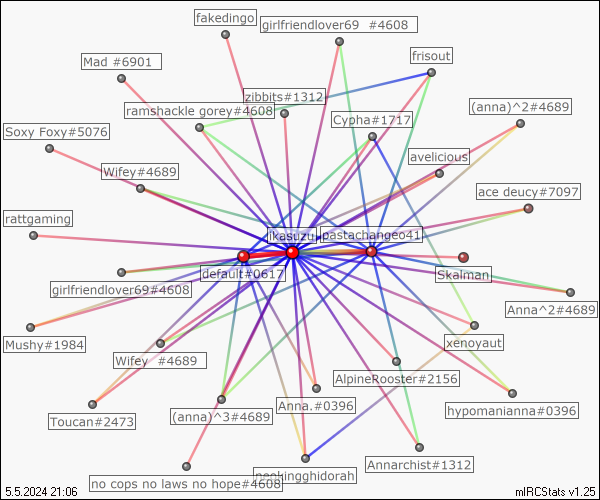 fakedingo
girlfriendlover69 #4608
frisout
Mad #6901
zibbits#1312
(anna)^2#4689
ramshackle gorey#4608
Cypha#1717
Soxy Foxy#5076
avelicious
Wifey#4689
ace deucy#7097
rattgaming
ikasuzu
pastachangeo41
default#0617
Skalman
girlfriendlover69#4608
Anna^2#4689
Mushy#1984
xenoyaut
Wifey #4689
AlpineRooster#2156
Anna.#0396
hypomanianna#0396
Toucan#2473
(anna)^3#4689
Annarchist#1312
no cops no laws no hope#4608
5.5.2024 21:06
mIRCStats v1.25